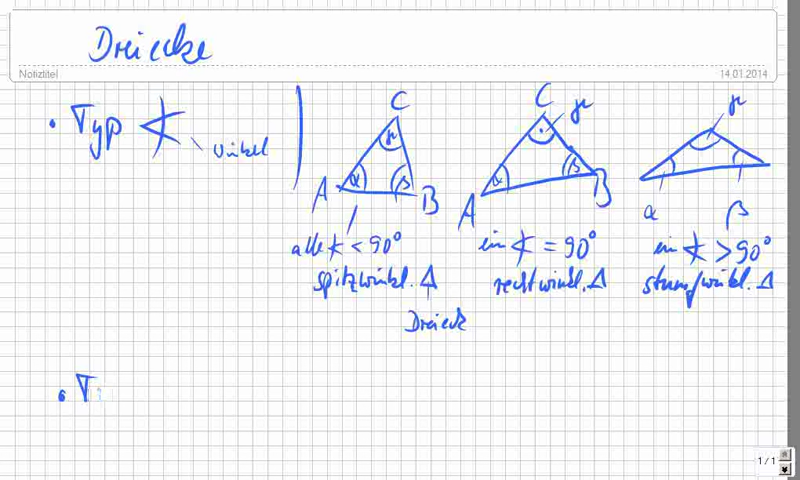 Dreiecke
Notiztitel
14.01.2014
• Typ ∢
Winkel
A B C α β γ
A B C α β γ
α β γ
alle ∢ < 90°
spitzwinkl. Δ
Dreieck
ein ∢ = 90°
rechtwinkl. Δ
ein ∢ > 90°
stumpfwinkl. Δ
• T
1 / 1